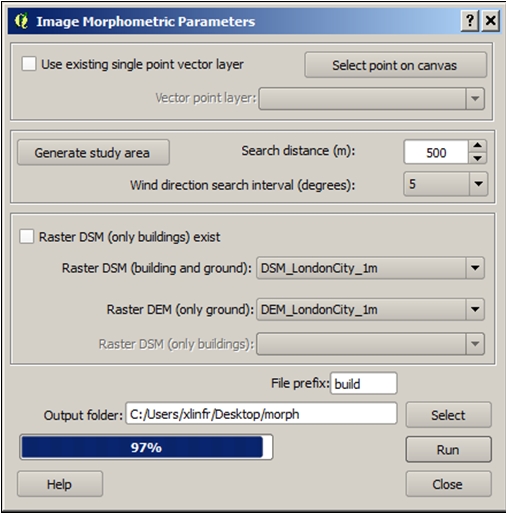 Image Morphometric Parameters
Use existing single point vector layer
Select point on canvas
Vector point layer:
Generate study area
Search distance (m):
500
Wind direction search interval (degrees):
5
Raster DSM (only buildings) exist
Raster DSM (building and ground):
DSM_LondonCity_1m
Raster DEM (only ground):
DEM_LondonCity_1m
Raster DSM (only buildings):
File prefix:
build
Output folder:
C:/Users/xlinfr/Desktop/morph
Select
97%
Run
Help
Close